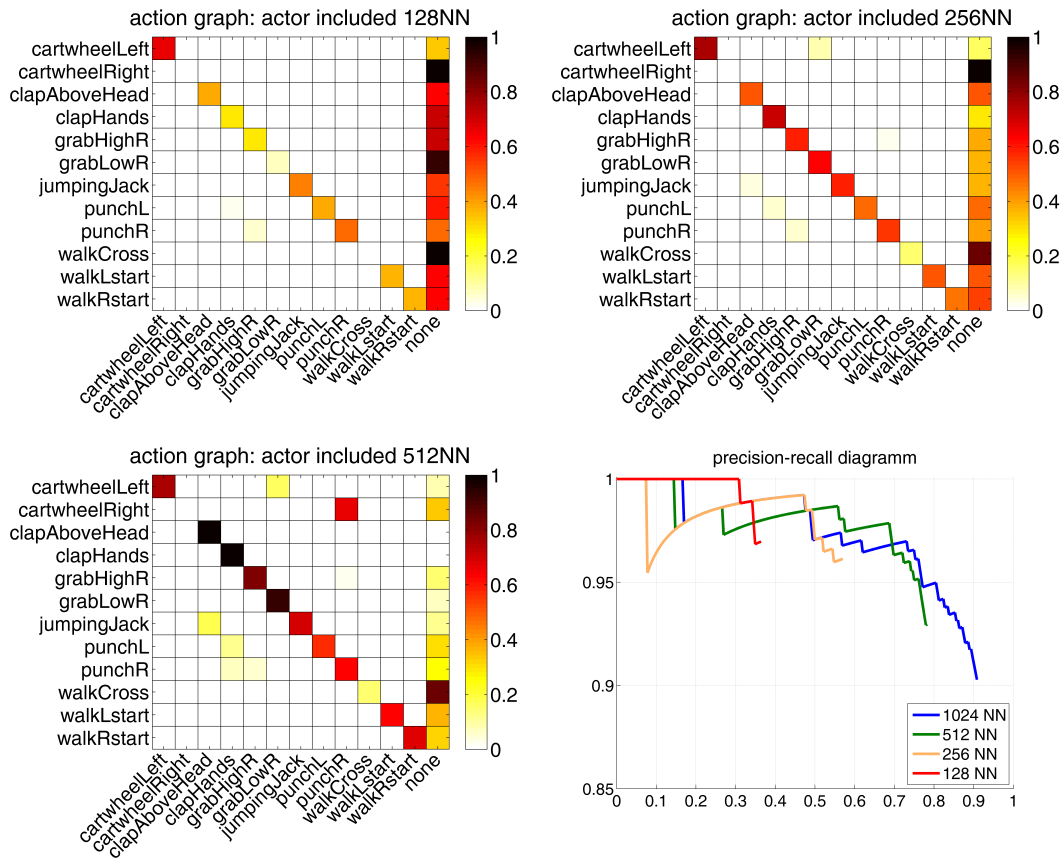 action graph: actor included 128NN
cartwheelLeft
cartwheelRight
clapAboveHead
clapHands
grabHighR
grabLowR
jumpingJack
punchL
punchR
walkCross
walkLstart
walkRstart
1
0.8
0.6
0.4
0.2
0
cartwheelLeft
cartwheelRight
clapAboveHead
clapHands
grabHighR
grabLowR
jumpingJack
punchL
punchR
walkCross
walkLstart
walkRstart
none
action graph: actor included 256NN
cartwheelLeft
cartwheelRight
clapAboveHead
clapHands
grabHighR
grabLowR
jumpingJack
punchL
punchR
walkCross
walkLstart
walkRstart
1
0.8
0.6
0.4
0.2
0
cartwheelLeft
cartwheelRight
clapAboveHead
clapHands
grabHighR
grabLowR
jumpingJack
punchL
punchR
walkCross
walkLstart
walkRstart
none
action graph: actor included 512NN
cartwheelLeft
cartwheelRight
clapAboveHead
clapHands
grabHighR
grabLowR
jumpingJack
punchL
punchR
walkCross
walkLstart
walkRstart
1
0.8
0.6
0.4
0.2
0
cartwheelLeft
cartwheelRight
clapAboveHead
clapHands
grabHighR
grabLowR
jumpingJack
punchL
punchR
walkCross
walkLstart
walkRstart
none
precision-recall diagramm
1
0.95
0.9
0.85
0 0.1 0.2 0.3 0.4 0.5 0.6 0.7 0.8 0.9 1
1024 NN
512 NN
256 NN
128 NN